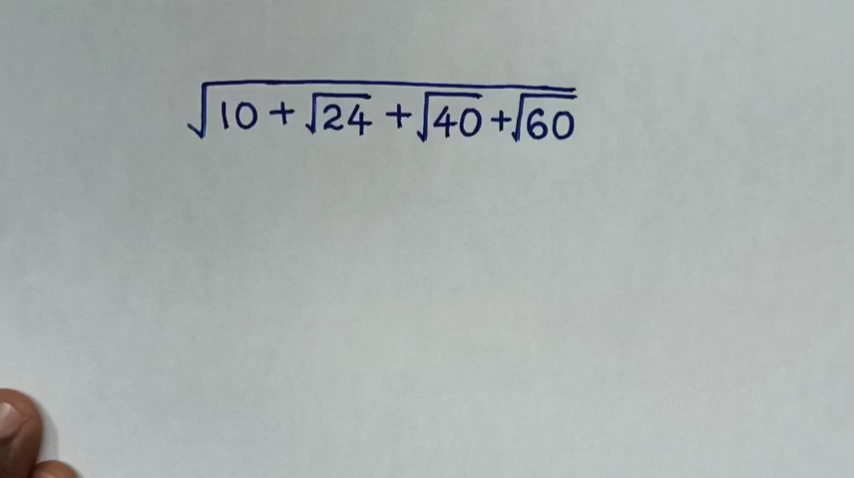 √(10 + √24 + √40 + √60)